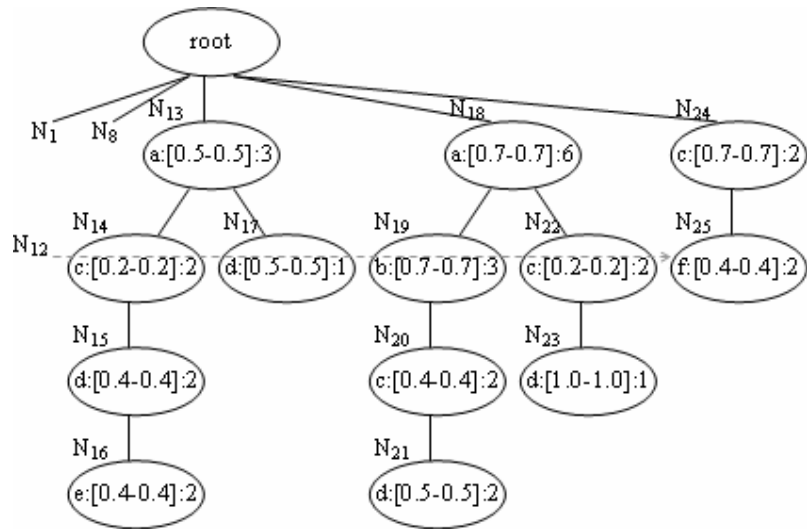 root
N13 N18 N24
N1 N8
a:[0.5-0.5]:3 a:[0.7-0.7]:6 c:[0.7-0.7]:2
N14 N17 N19 N22 N25
N12
c:[0.2-0.2]:2 d:[0.5-0.5]:1 b:[0.7-0.7]:3 c:[0.2-0.2]:2 f:[0.4-0.4]:2
N15 N20 N23
d:[0.4-0.4]:2 c:[0.4-0.4]:2 d:[1.0-1.0]:1
N16 N21
e:[0.4-0.4]:2 d:[0.5-0.5]:2